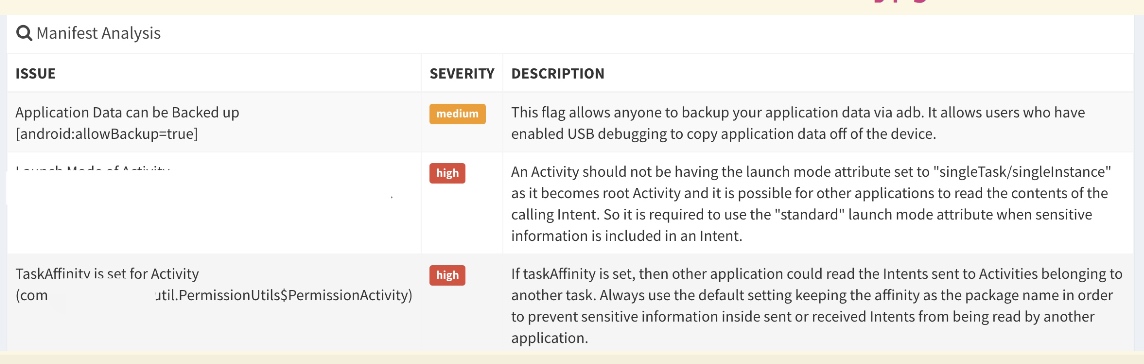 Manifest Analysis
ISSUE SEVERITY DESCRIPTION
Application Data can be Backed up
[android:allowBackup=true]
medium
This flag allows anyone to backup your application data via adb. It allows users who have
enabled USB debugging to copy application data off of the device.
Launch Mode of Activity
high
An Activity should not be having the launch mode attribute set to "singleTask/singleInstance"
as it becomes root Activity and it is possible for other applications to read the contents of the
calling Intent. So it is required to use the "standard" launch mode attribute when sensitive
information is included in an Intent.
TaskAffinity is set for Activity
(com util.PermissionUtils$PermissionActivity)
high
If taskAffinity is set, then other application could read the Intents sent to Activities belonging to
another task. Always use the default setting keeping the affinity as the package name in order
to prevent sensitive information inside sent or received Intents from being read by another
application.